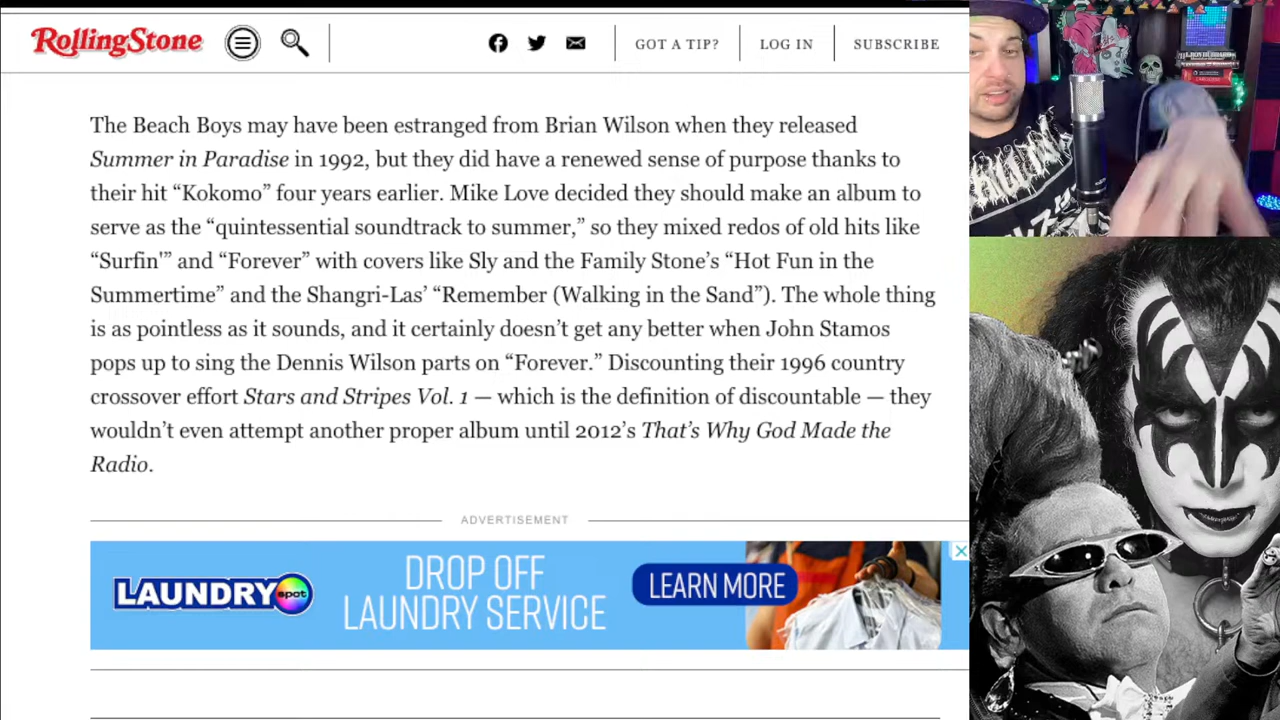 RollingStone
GOT A TIP?
LOG IN
SUBSCRIBE
The Beach Boys may have been estranged from Brian Wilson when they released
Summer in Paradise in 1992, but they did have a renewed sense of purpose thanks to
their hit “Kokomo” four years earlier. Mike Love decided they should make an album to
serve as the “quintessential soundtrack to summer,” so they mixed redos of old hits like
“Surfin'” and “Forever” with covers like Sly and the Family Stone’s “Hot Fun in the
Summertime” and the Shangri-Las’ “Remember (Walking in the Sand”). The whole thing
is as pointless as it sounds, and it certainly doesn’t get any better when John Stamos
pops up to sing the Dennis Wilson parts on “Forever.” Discounting their 1996 country
crossover effort Stars and Stripes Vol. 1 — which is the definition of discountable — they
wouldn’t even attempt another proper album until 2012’s That’s Why God Made the
Radio.
ADVERTISEMENT
LAUNDRY spot
DROP OFF
LAUNDRY SERVICE
LEARN MORE